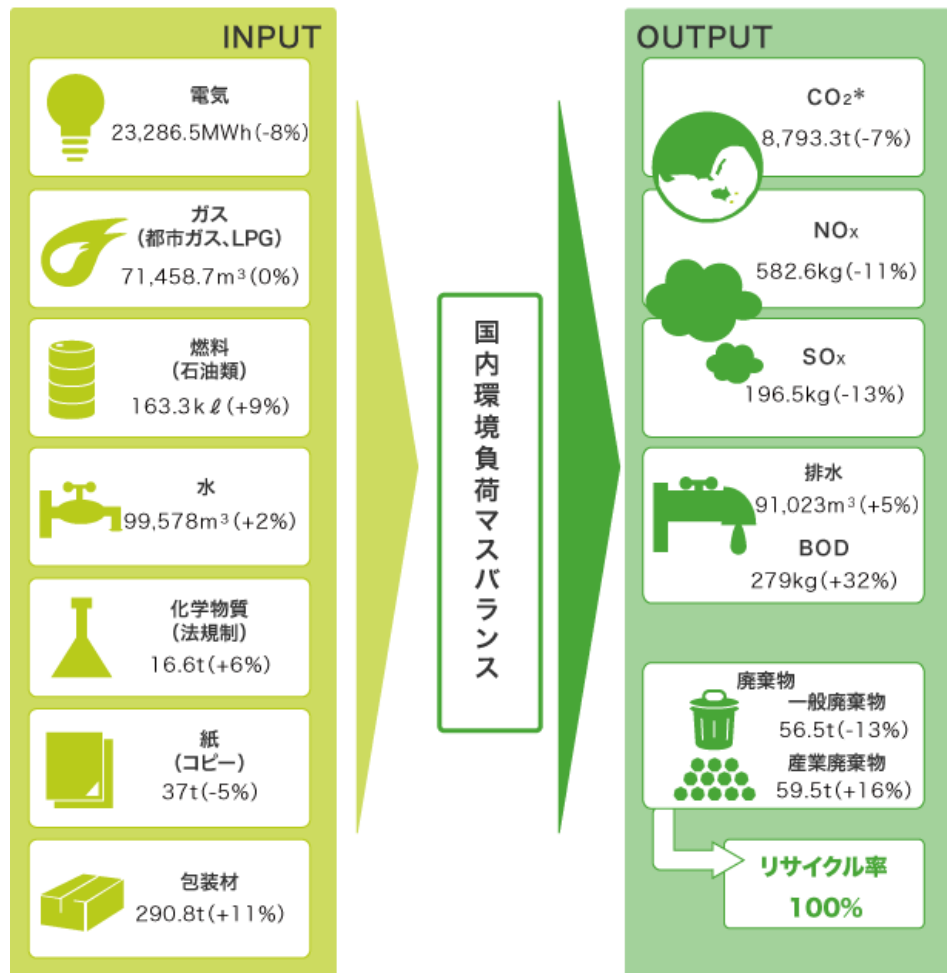 INPUT
電気
23,286.5MWh(-8%)
ガス
(都市ガス、LPG)
71,458.7m³(0%)
燃料
(石油類)
163.3kℓ(+9%)
水
99,578m³(+2%)
化学物質
(法規制)
16.6t(+6%)
紙
(コピー)
37t(-5%)
包装材
290.8t(+11%)
国内環境負荷マスバランス
OUTPUT
CO₂*
8,793.3t(-7%)
NOx
582.6kg(-11%)
SOx
196.5kg(-13%)
排水
91,023m³(+5%)
BOD
279kg(+32%)
廃棄物
一般廃棄物
56.5t(-13%)
産業廃棄物
59.5t(+16%)
リサイクル率
100%